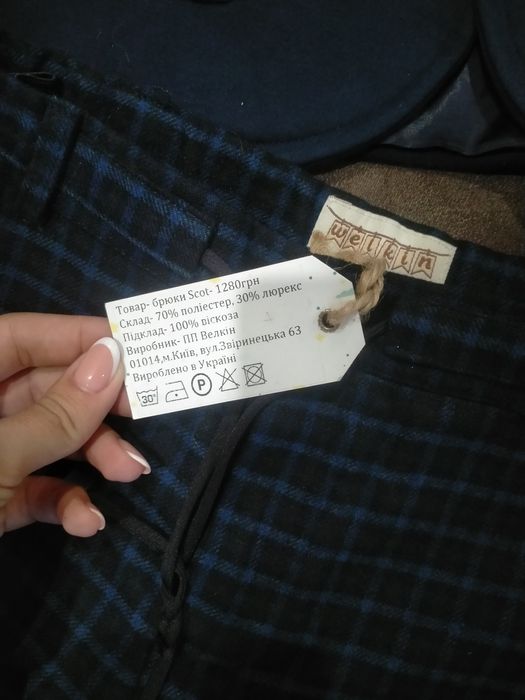 welkin
Товар- брюки Scot- 1280грн
Склад- 70% поліестер, 30% люрекс
Підклад- 100% віскоза
Виробник- ПП Велкін
01014,м.Київ, вул.Звіринецька 63
Вироблено в Україні
30°
P